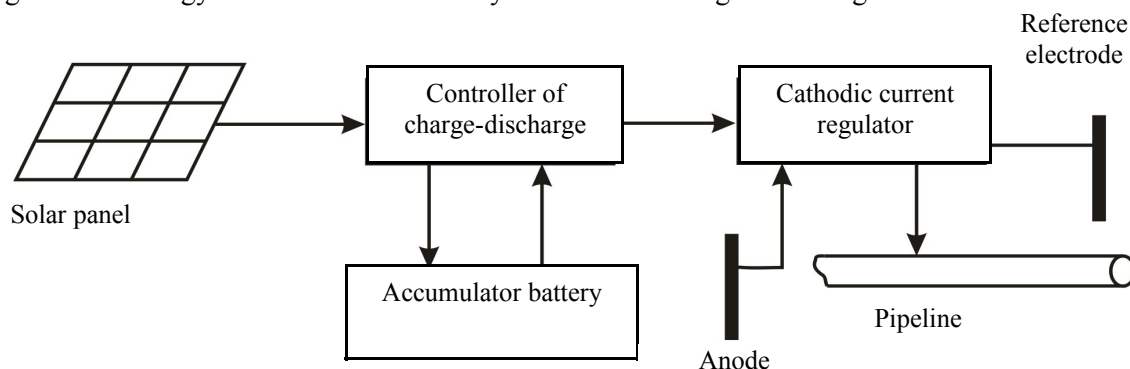 Reference
electrode
Controller of
charge-discharge
Cathodic current
regulator
Solar panel
Accumulator battery
Pipeline
Anode